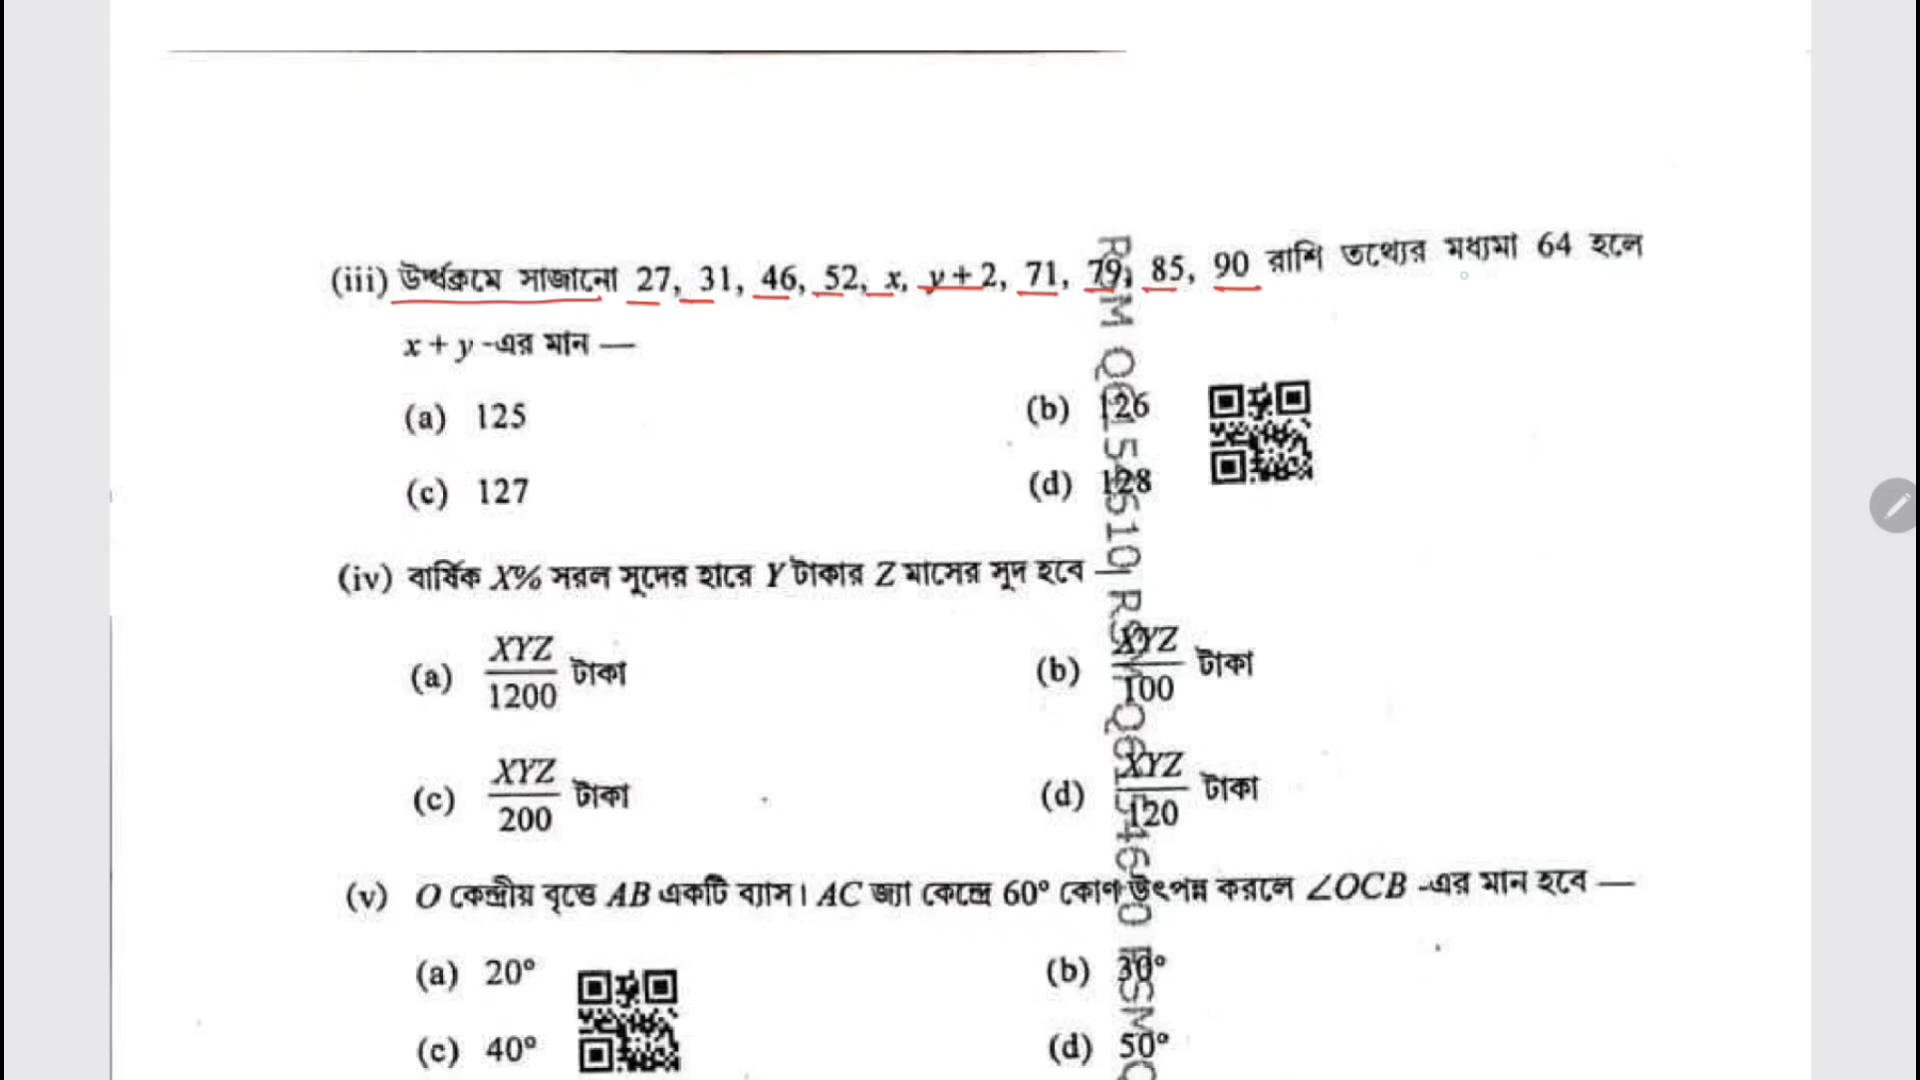 (iii) উর্ধ্বক্রমে সাজানো 27, 31, 46, 52, x, y + 2, 71, 79, 85, 90 রাশি তথ্যের মধ্যমা 64 হলে
x + y -এর মান —
(a) 125 (b) 126
(c) 127 (d) 128
(iv) বার্ষিক X% সরল সুদের হারে Y টাকার Z মাসের সুদ হবে —
(a) XYZ/1200 টাকা (b) XYZ/100 টাকা
(c) XYZ/200 টাকা (d) XYZ/120 টাকা
(v) O কেন্দ্রীয় বৃত্তে AB একটি ব্যাস। AC জ্যা কেন্দ্রে 60° কোণ উৎপন্ন করলে ∠OCB -এর মান হবে —
(a) 20° (b) 30°
(c) 40° (d) 50°